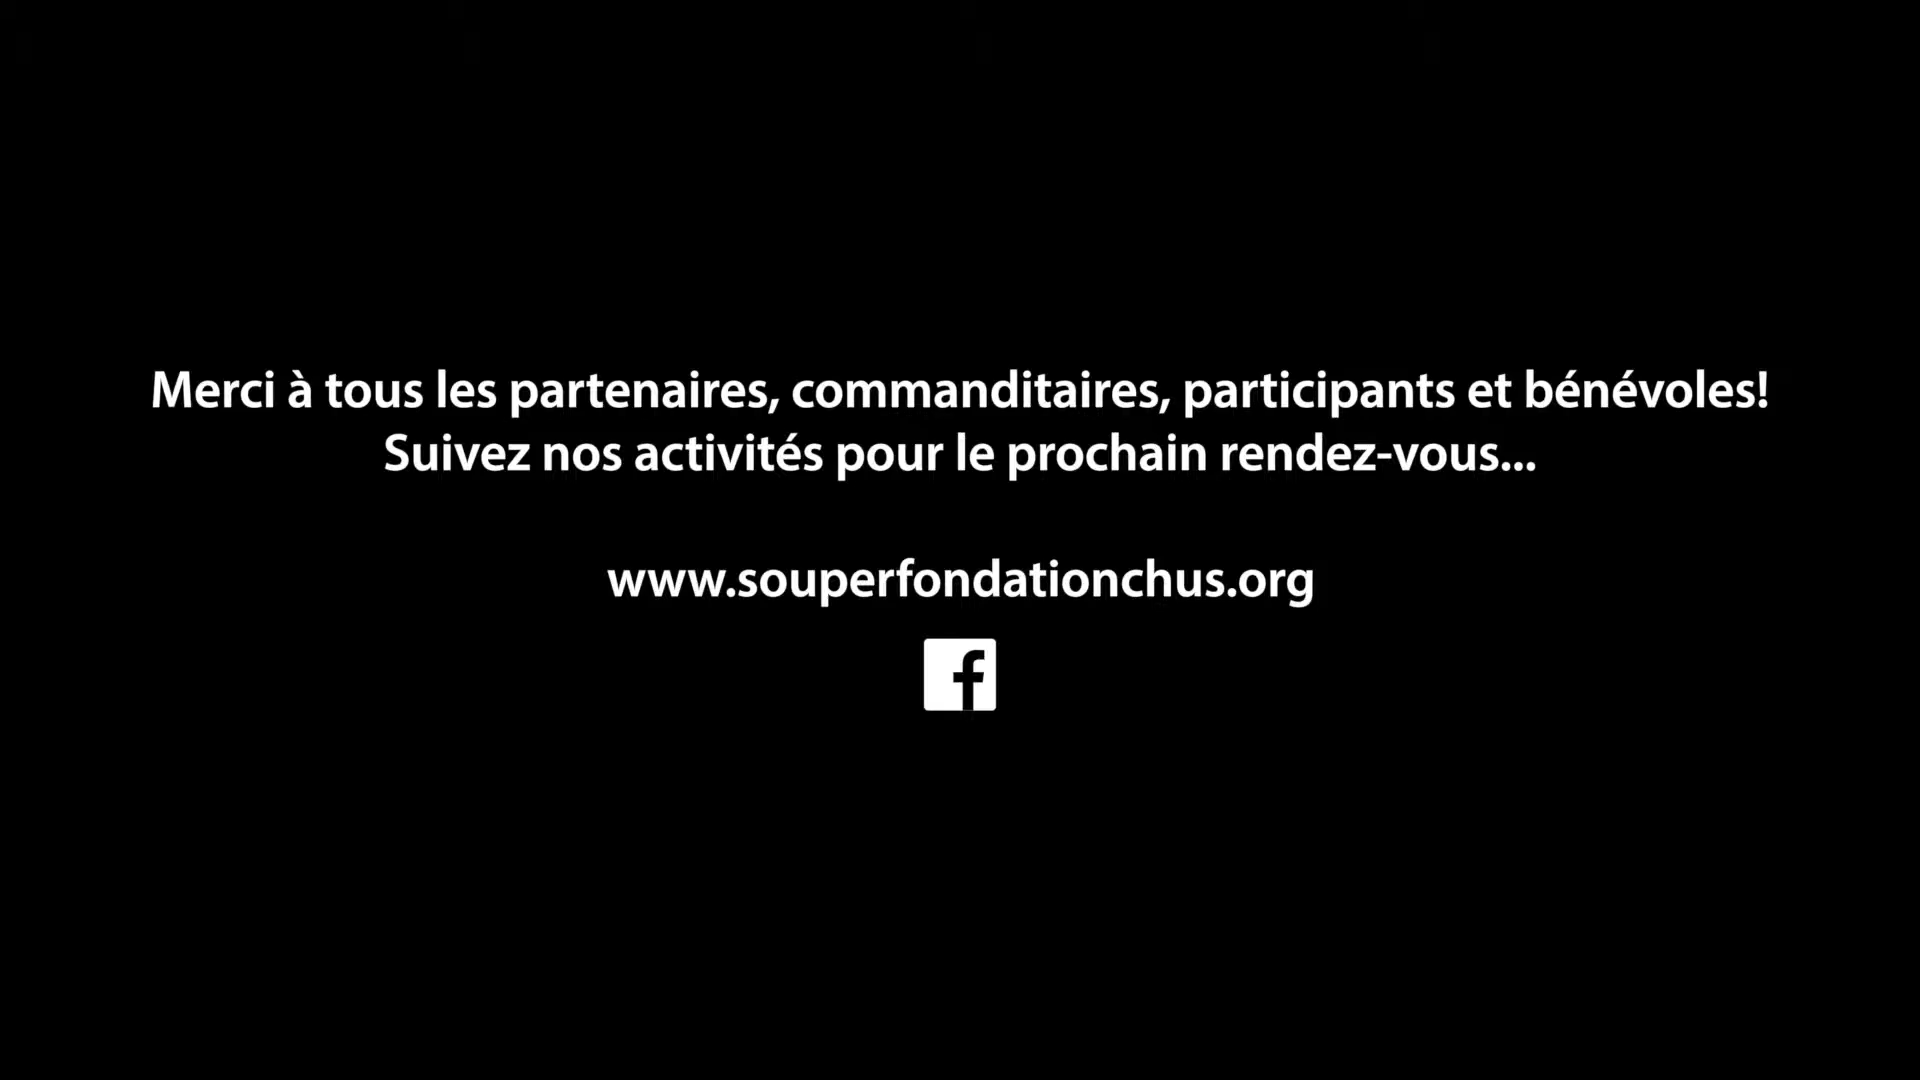 Merci à tous les partenaires, commanditaires, participants et bénévoles!
Suivez nos activités pour le prochain rendez-vous...
www.souperfondationchus.org
f